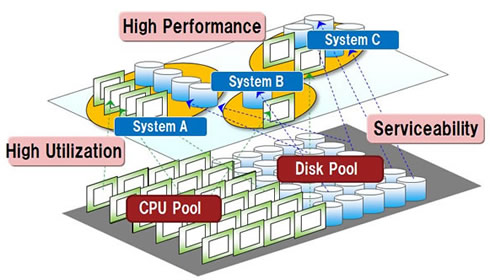 High Performance
System C
System B
System A
High Utilization
Serviceability
Disk Pool
CPU Pool